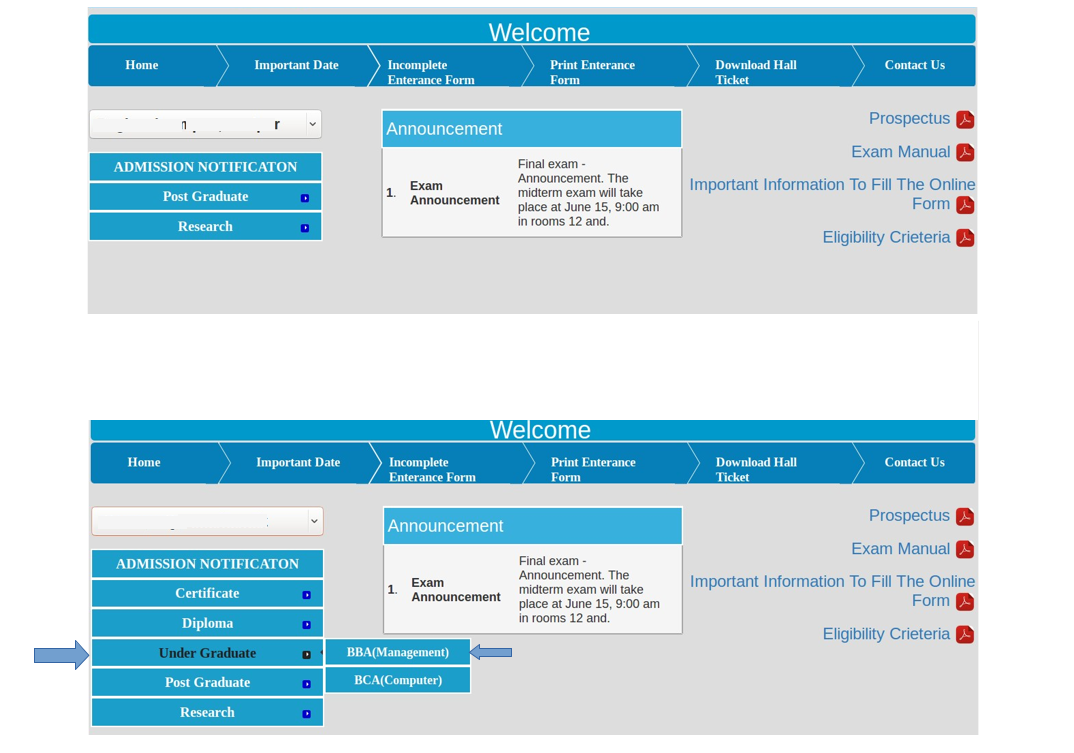 Welcome
Home
Important Date
Incomplete
Enterance Form
Print Enterance
Form
Download Hall
Ticket
Contact Us
ADMISSION NOTIFICATON
Post Graduate
Research
Announcement
1. Exam
Announcement
Final exam -
Announcement. The
midterm exam will take
place at June 15, 9:00 am
in rooms 12 and.
Prospectus
Exam Manual
Important Information To Fill The Online
Form
Eligibility Crieteria
Welcome
Home
Important Date
Incomplete
Enterance Form
Print Enterance
Form
Download Hall
Ticket
Contact Us
ADMISSION NOTIFICATON
Certificate
Diploma
Under Graduate
Post Graduate
Research
BBA(Management)
BCA(Computer)
Announcement
1. Exam
Announcement
Final exam -
Announcement. The
midterm exam will take
place at June 15, 9:00 am
in rooms 12 and.
Prospectus
Exam Manual
Important Information To Fill The Online
Form
Eligibility Crieteria